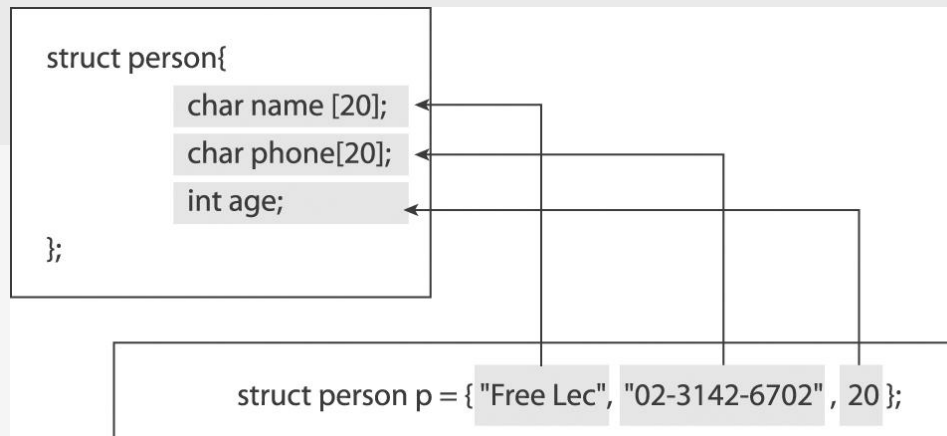 struct person{
char name [20];
char phone[20];
int age;
};
struct person p = { "Free Lec", "02-3142-6702" , 20 };